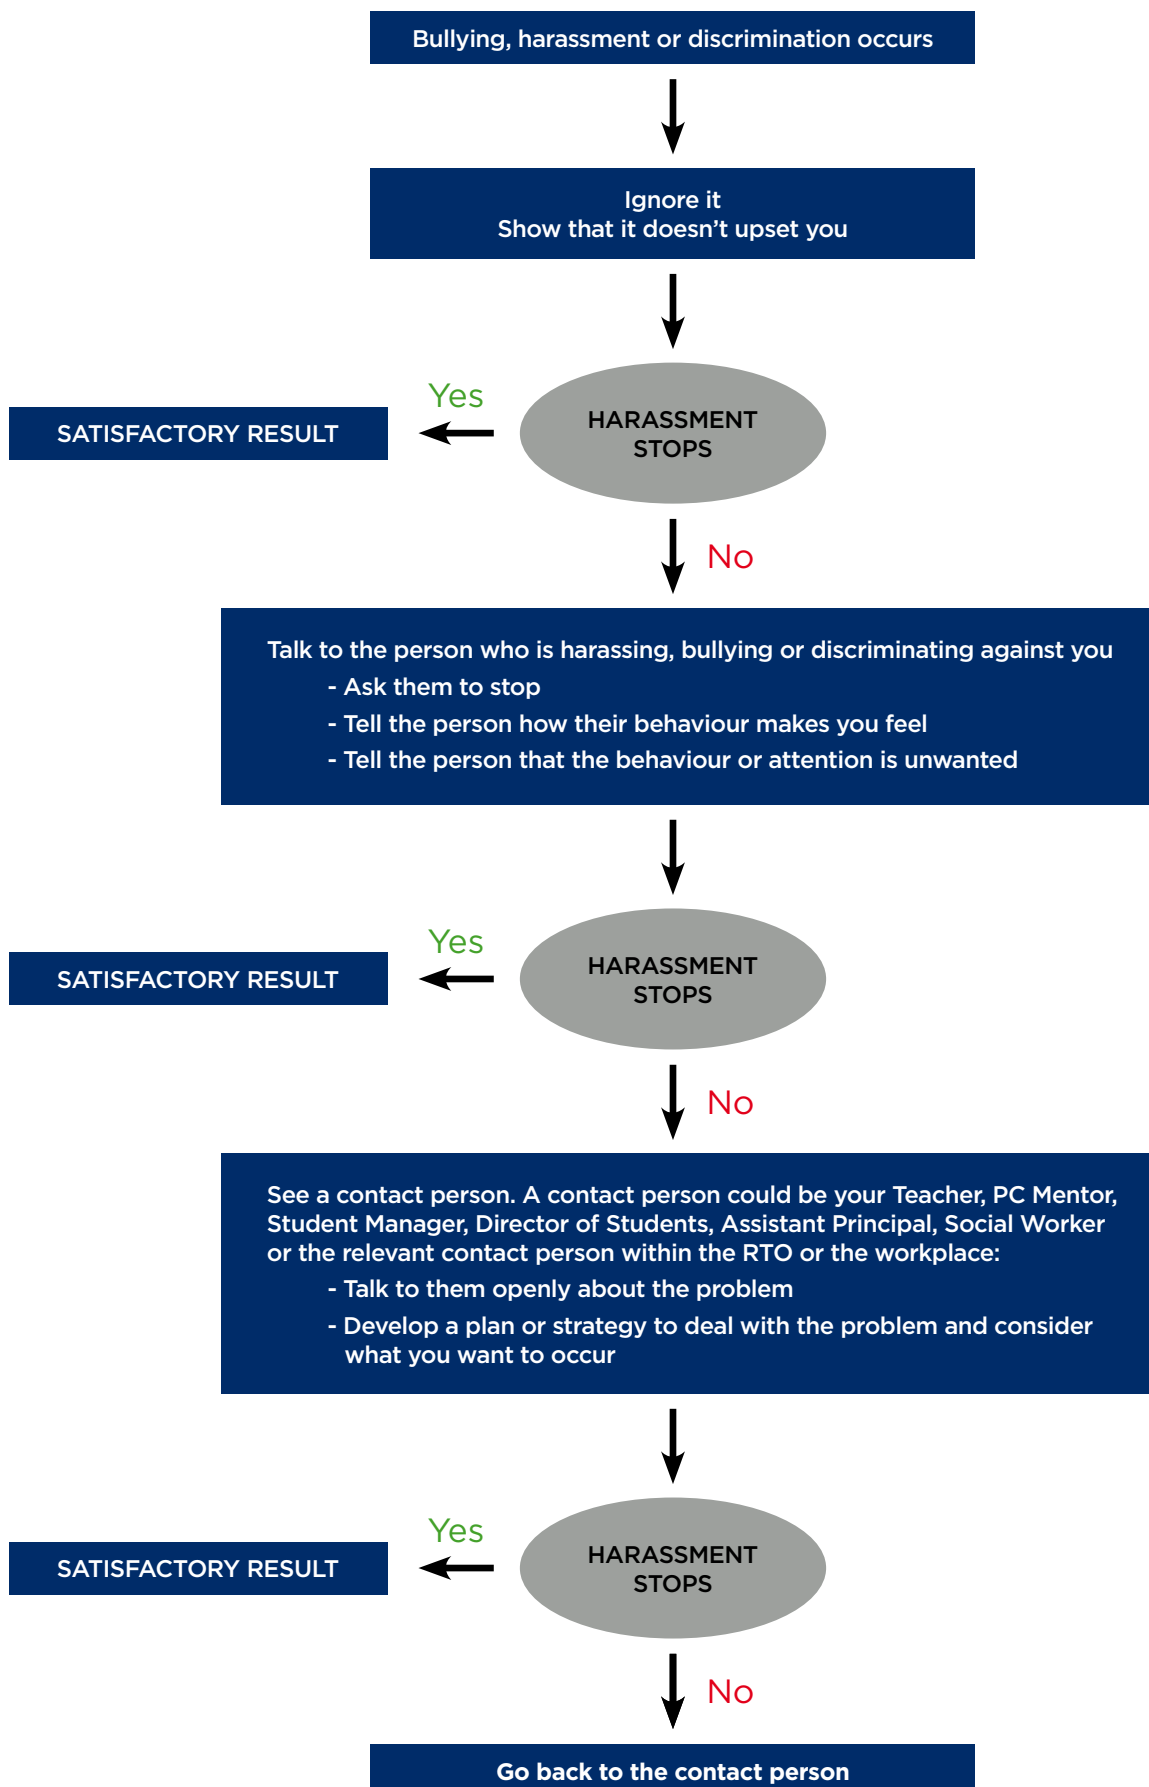 Bullying, harassment or discrimination occurs
Ignore it
Show that it doesn’t upset you
Yes
HARASSMENT
STOPS
SATISFACTORY RESULT
No
Talk to the person who is harassing, bullying or discriminating against you
- Ask them to stop
- Tell the person how their behaviour makes you feel
- Tell the person that the behaviour or attention is unwanted
Yes
HARASSMENT
STOPS
SATISFACTORY RESULT
No
See a contact person. A contact person could be your Teacher, PC Mentor,
Student Manager, Director of Students, Assistant Principal, Social Worker
or the relevant contact person within the RTO or the workplace:
- Talk to them openly about the problem
- Develop a plan or strategy to deal with the problem and consider
what you want to occur
Yes
HARASSMENT
STOPS
SATISFACTORY RESULT
No
Go back to the contact person